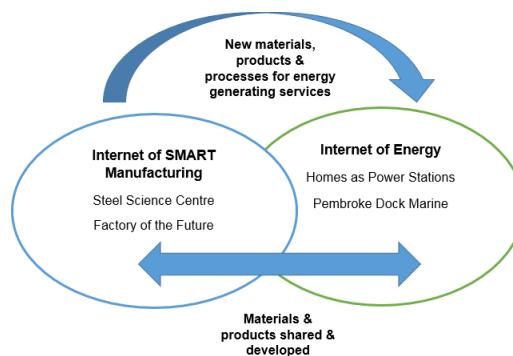 New materials,
products &
processes for energy
generating services
Internet of SMART
Manufacturing
Steel Science Centre
Factory of the Future
Internet of Energy
Homes as Power Stations
Pembroke Dock Marine
Materials &
products shared &
developed